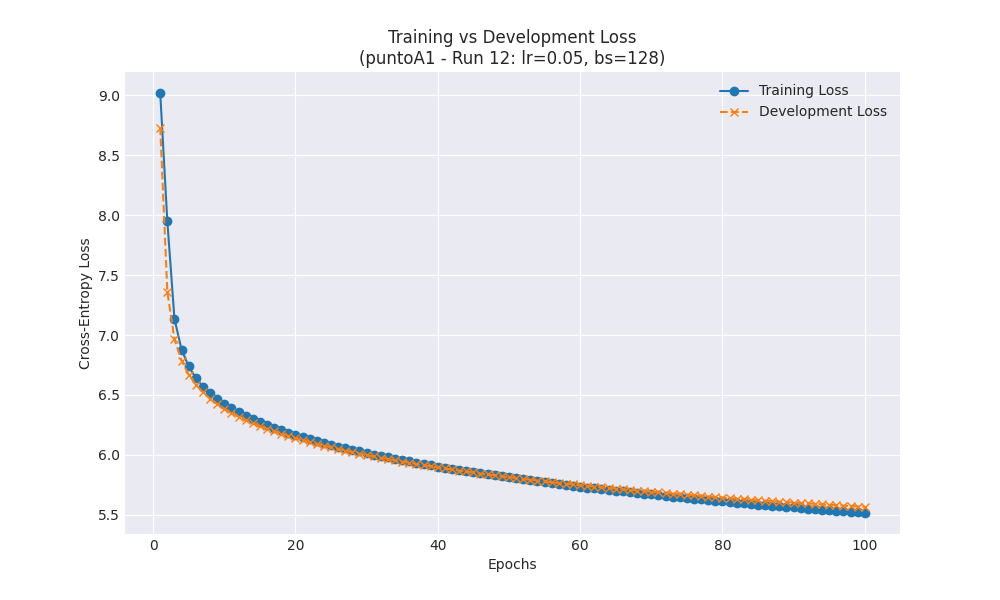 Training vs Development Loss
(puntoA1 - Run 12: lr=0.05, bs=128)
Training Loss
Development Loss
Cross-Entropy Loss
9.0
8.5
8.0
7.5
7.0
6.5
6.0
5.5
0 20 40 60 80 100
Epochs